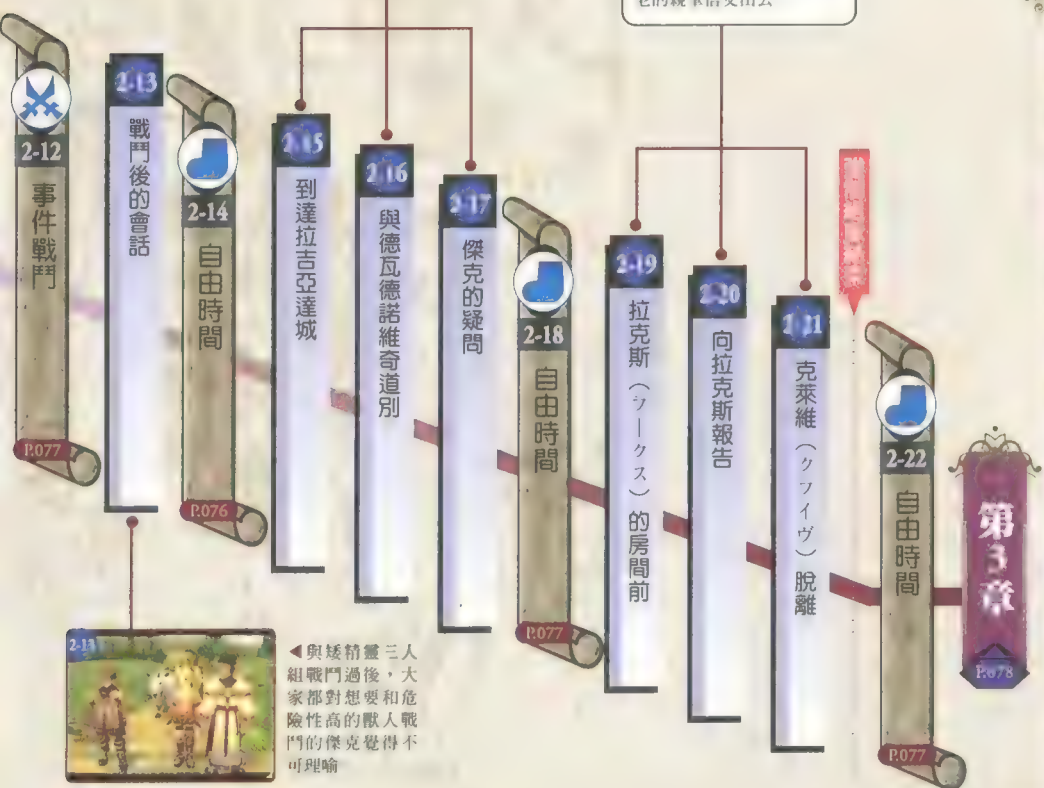 2-12
事件戰鬥
P.077
2-13
戰鬥後的會話
2-14
自由時間
P.076
2-15
到達拉吉亞達城
2-16
與德瓦德諾維奇道別
2-17
傑克的疑問
2-18
自由時間
P.077
2-19
拉克斯（ラークス）的房間前
2-20
向拉克斯報告
2-21
克萊維（クライヴ）脫離
2-22
自由時間
P.077
第3章
P.078
2-13
◀與矮精靈三人
組戰鬥過後，大
家都對想要和危
險性高的獸人戰
鬥的傑克覺得不
可理喻